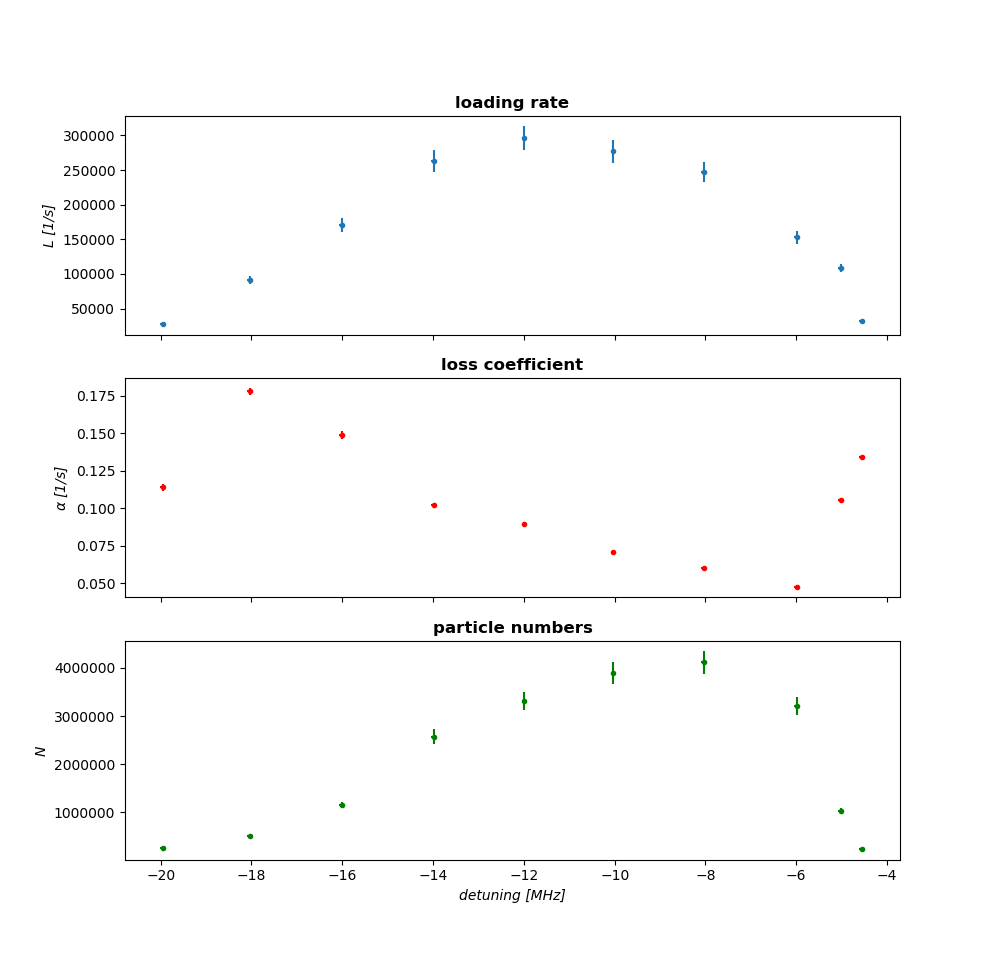 loading rate
L [1/s]
300000
250000
200000
150000
100000
50000
loss coefficient
α [1/s]
0.175
0.150
0.125
0.100
0.075
0.050
particle numbers
N
4000000
3000000
2000000
1000000
−20 −18 −16 −14 −12 −10 −8 −6 −4
detuning [MHz]